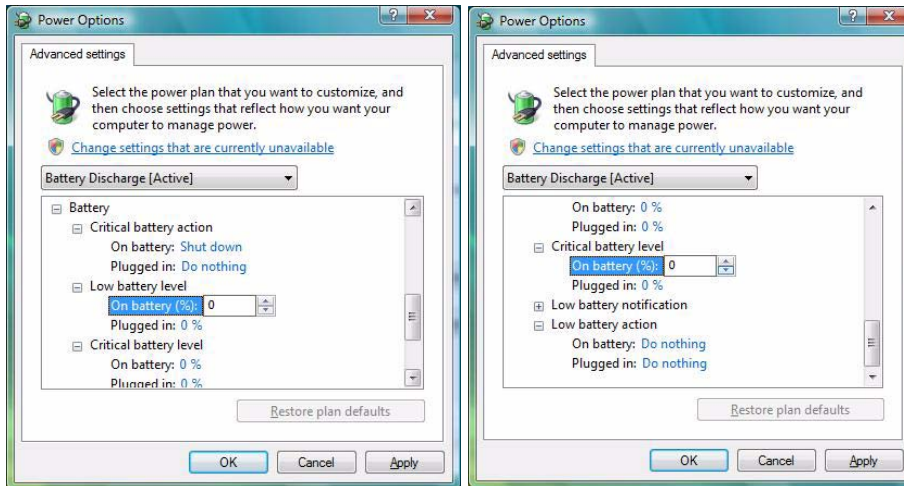 Power Options
Advanced settings
Select the power plan that you want to customize, and
then choose settings that reflect how you want your
computer to manage power.
Change settings that are currently unavailable
Battery Discharge [Active]
Battery
Critical battery action
On battery: Shut down
Plugged in: Do nothing
Low battery level
On battery (%): 0
Plugged in: 0 %
Critical battery level
On battery: 0 %
Plugged in: 0 %
Restore plan defaults
OK Cancel Apply
Power Options
Advanced settings
Select the power plan that you want to customize, and
then choose settings that reflect how you want your
computer to manage power.
Change settings that are currently unavailable
Battery Discharge [Active]
On battery: 0 %
Plugged in: 0 %
Critical battery level
On battery (%): 0
Plugged in: 0 %
Low battery notification
Low battery action
On battery: Do nothing
Plugged in: Do nothing
Restore plan defaults
OK Cancel Apply